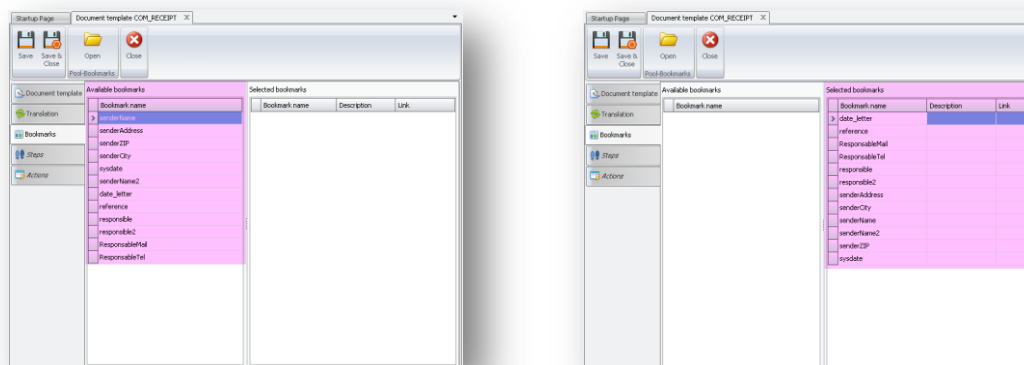 Startup Page
Document template COM_RECEIPT X
Save
Save & Close
Open
Close
Pool-Bookmarks
Document template
Translation
Bookmarks
Steps
Actions
Available bookmarks
Bookmark name
senderName
senderAddress
senderZIP
senderCity
sysdate
senderName2
date_letter
reference
responsible
responsible2
ResponsableMail
ResponsableTel
Selected bookmarks
Bookmark name Description Link
Startup Page
Document template COM_RECEIPT X
Save
Save & Close
Open
Close
Pool-Bookmarks
Document template
Translation
Bookmarks
Steps
Actions
Available bookmarks
Bookmark name
Selected bookmarks
Bookmark name Description Link
date_letter
reference
ResponsableMail
ResponsableTel
responsible
responsible2
senderAddress
senderCity
senderName
senderName2
senderZIP
sysdate